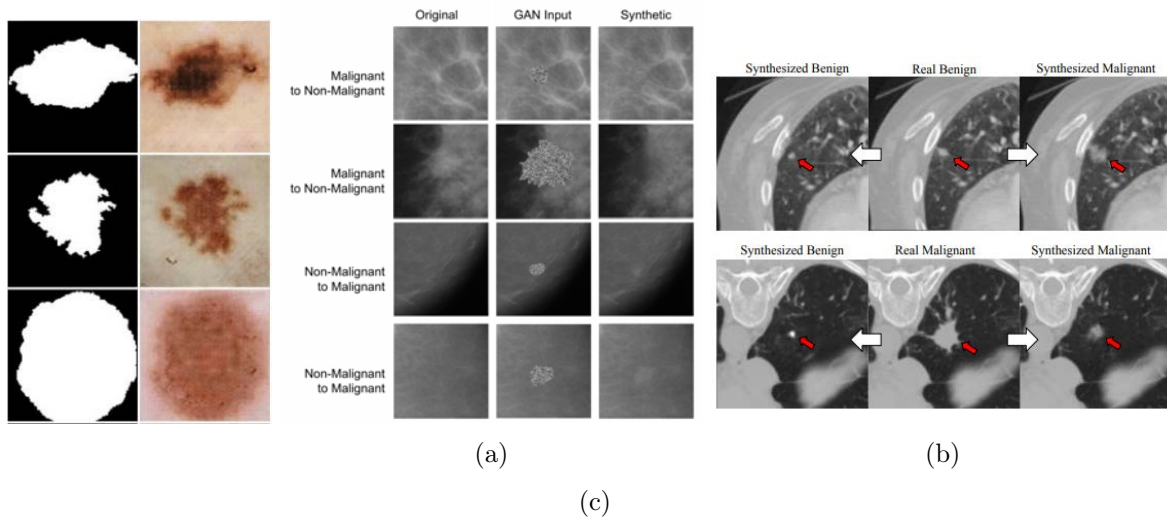 Original GAN Input Synthetic
Malignant
to Non-Malignant
Malignant
to Non-Malignant
Non-Malignant
to Malignant
Non-Malignant
to Malignant
Synthesized Benign Real Benign Synthesized Malignant
Synthesized Benign Real Malignant Synthesized Malignant
(a)
(b)
(c)